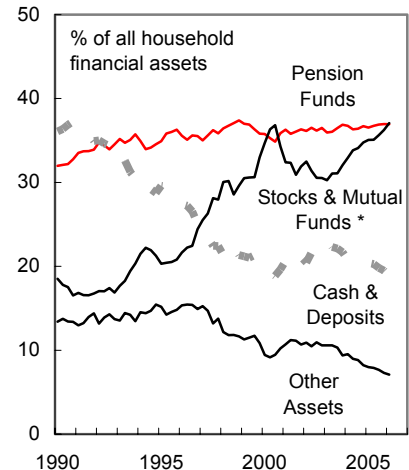 50
% of all household
financial assets
Pension
Funds
40
30
Stocks & Mutual
Funds *
20
Cash &
Deposits
10
Other
Assets
0
1990 1995 2000 2005